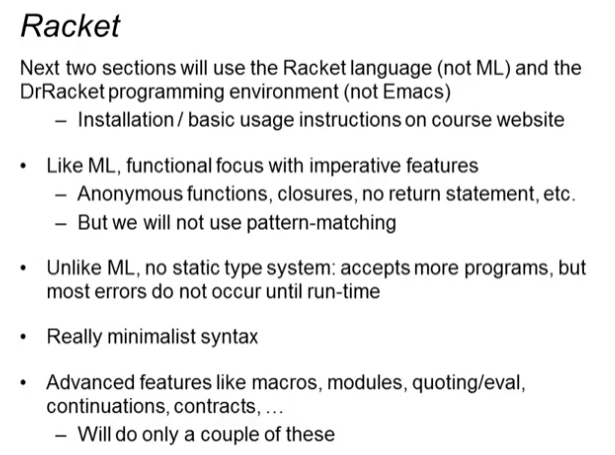 Racket
Next two sections will use the Racket language (not ML) and the
DrRacket programming environment (not Emacs)
– Installation / basic usage instructions on course website
• Like ML, functional focus with imperative features
– Anonymous functions, closures, no return statement, etc.
– But we will not use pattern-matching
• Unlike ML, no static type system: accepts more programs, but
most errors do not occur until run-time
• Really minimalist syntax
• Advanced features like macros, modules, quoting/eval,
continuations, contracts, …
– Will do only a couple of these